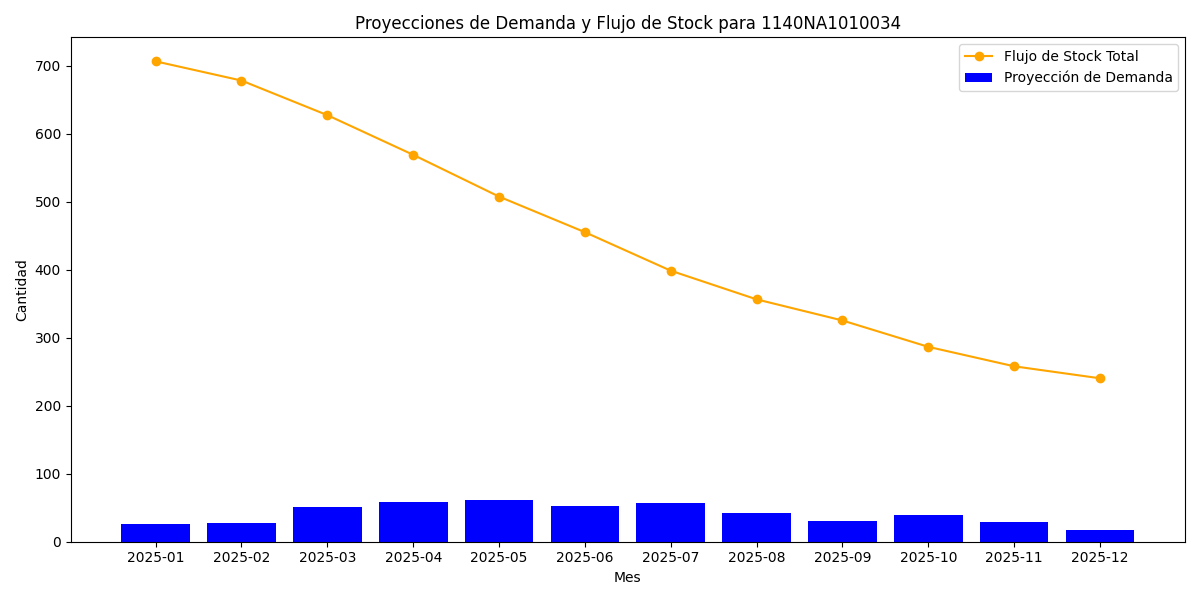 Proyecciones de Demanda y Flujo de Stock para 1140NA1010034
Flujo de Stock Total
Proyección de Demanda
Cantidad
700
600
500
400
300
200
100
0
2025-01 2025-02 2025-03 2025-04 2025-05 2025-06 2025-07 2025-08 2025-09 2025-10 2025-11 2025-12
Mes